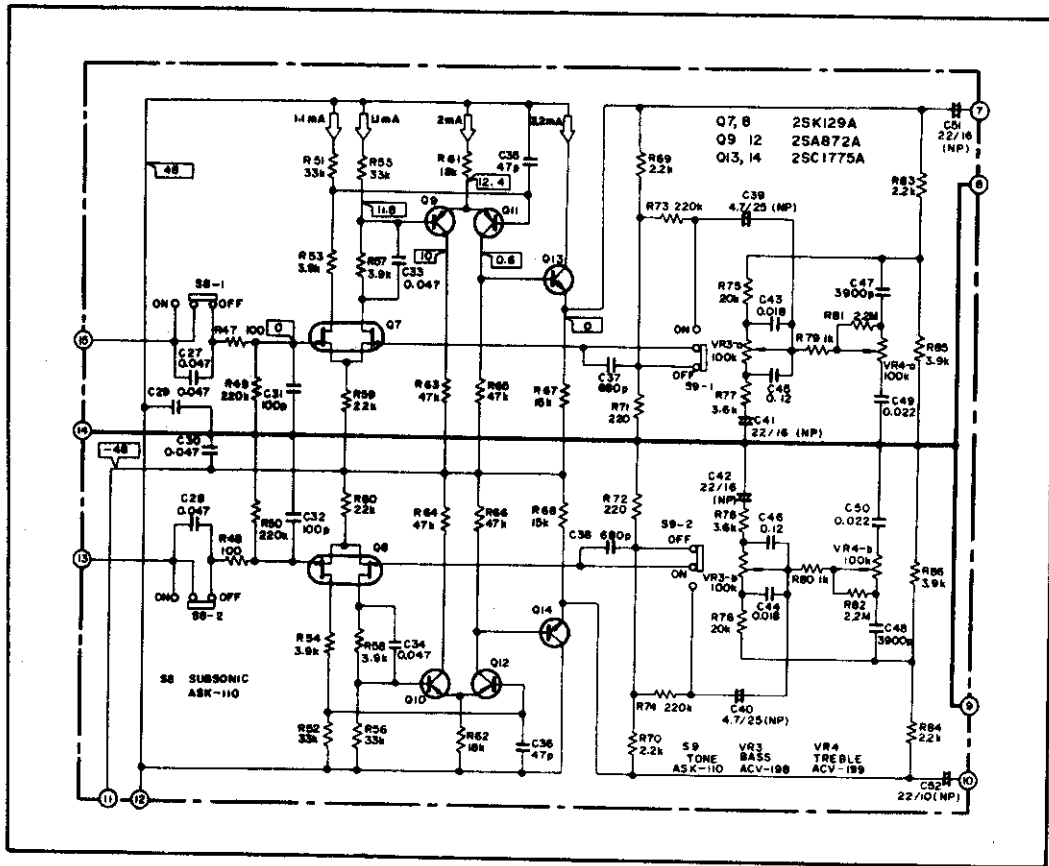 1.1mA
1.1mA
2mA
3.2mA
Q7, 8 2SK129A
Q9 12 2SA872A
Q13, 14 2SC1775A
C51
22/16
(NP)
7
R51
33k
R55
33k
R61
18k
C35
47p
48
12.4
11.8
Q9
Q11
10
0.6
R69
2.2k
R73 220k
C39
4.7/25 (NP)
R83
2.2k
8
R53
3.9k
R57
3.9k
C33
0.047
Q13
0
S8-1
ON
OFF
R47 100
0
Q7
15
C27
0.047
C29
0.047
R49
220k
C31
100p
R59
22k
R63
47k
R65
47k
R67
15k
C37
680p
R71
220
ON
OFF
S9-1
R75
20k
C43
0.018
VR3-a
100k
R77
3.6k
C45
0.12
C41
22/16 (NP)
R79 1k
R81 2.2M
C47
3900p
VR4-a
100k
C49
0.022
R85
3.9k
14
C30
0.047
-48
C28
0.047
R48
100
13
ON
OFF
S8-2
R50
220k
C32
100p
R60
22k
Q8
R64
47k
R66
47k
R68
15k
R72
220
C38 680p
S9-2
OFF
ON
C42
22/16
(NP)
R78
3.6k
C46
0.12
VR3-b
100k
C44
0.018
R76
20k
R80 1k
R82
2.2M
C50
0.022
VR4-b
100k
C48
3900p
R86
3.9k
S8 SUBSONIC
ASK-110
R54
3.9k
R58
3.9k
C34
0.047
Q10
Q12
Q14
R52
33k
R56
33k
R62
18k
C36
47p
R74 220k
C40
4.7/25 (NP)
R70
2.2k
S9
TONE
ASK-110
VR3
BASS
ACV-198
VR4
TREBLE
ACV-199
R84
2.2k
9
10
C52
22/10 (NP)
11
12